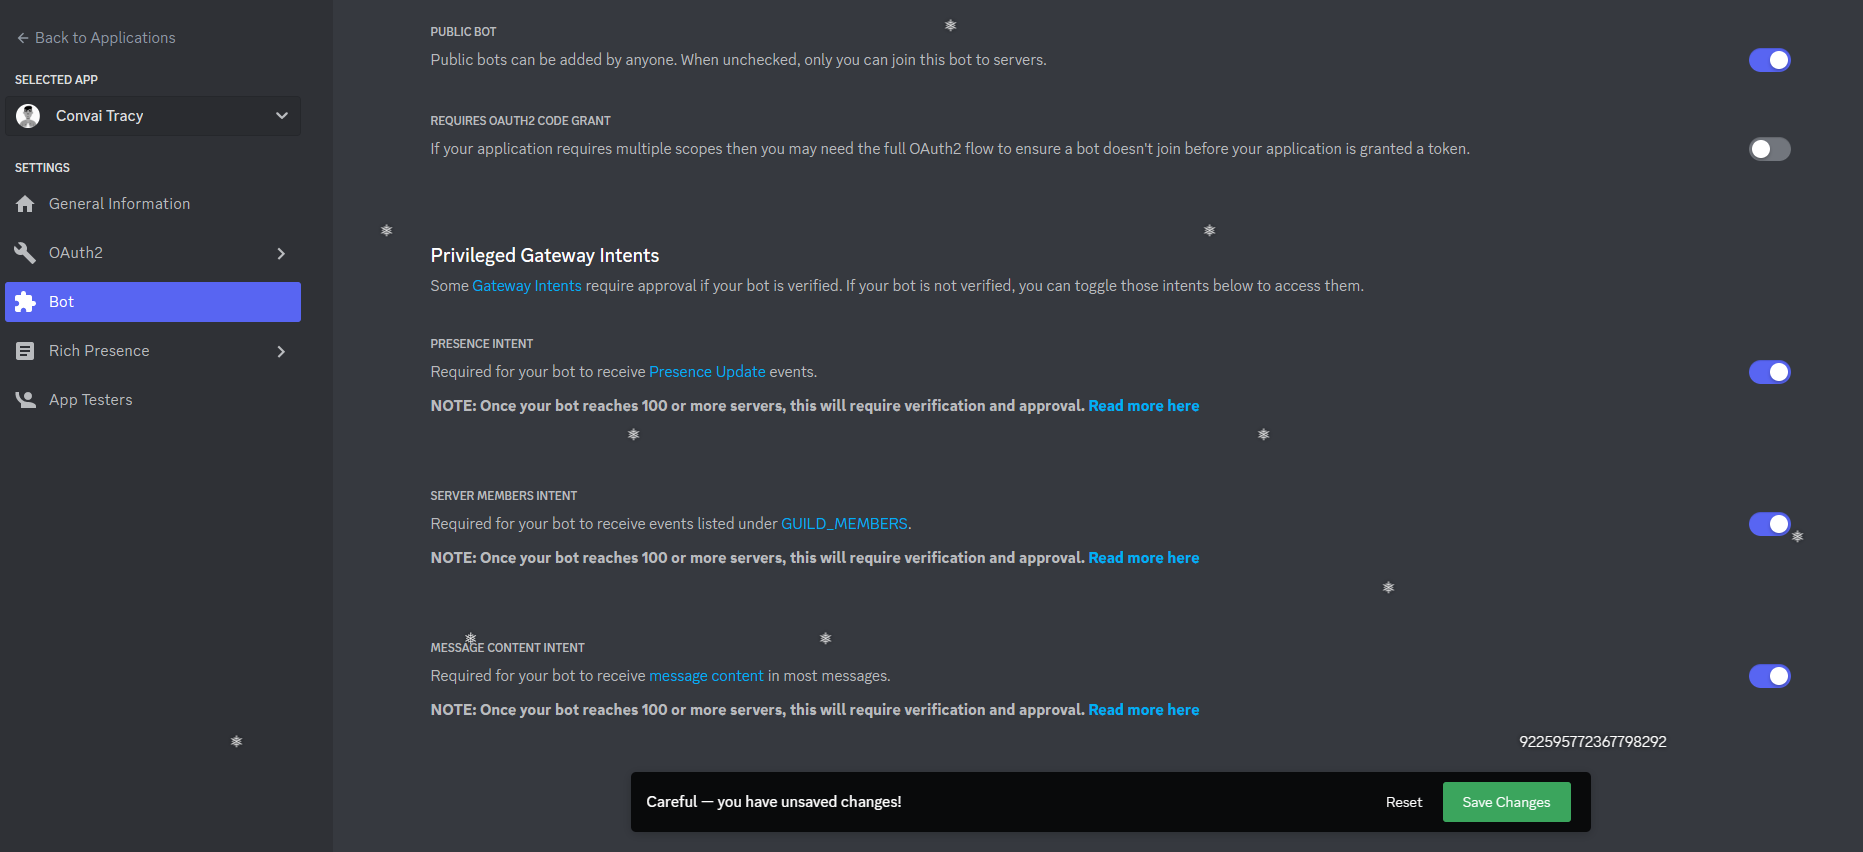 Back to Applications
SELECTED APP
Convai Tracy
SETTINGS
General Information
OAuth2
Bot
Rich Presence
App Testers
PUBLIC BOT
Public bots can be added by anyone. When unchecked, only you can join this bot to servers.
REQUIRES OAUTH2 CODE GRANT
If your application requires multiple scopes then you may need the full OAuth2 flow to ensure a bot doesn't join before your application is granted a token.
Privileged Gateway Intents
Some Gateway Intents require approval if your bot is verified. If your bot is not verified, you can toggle those intents below to access them.
PRESENCE INTENT
Required for your bot to receive Presence Update events.
NOTE: Once your bot reaches 100 or more servers, this will require verification and approval. Read more here
SERVER MEMBERS INTENT
Required for your bot to receive events listed under GUILD_MEMBERS.
NOTE: Once your bot reaches 100 or more servers, this will require verification and approval. Read more here
MESSAGE CONTENT INTENT
Required for your bot to receive message content in most messages.
NOTE: Once your bot reaches 100 or more servers, this will require verification and approval. Read more here
922595772367798292
Careful — you have unsaved changes!
Reset
Save Changes